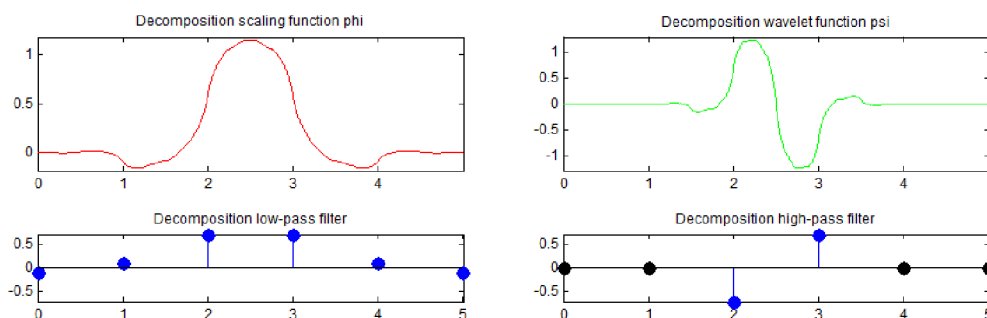 Decomposition scaling function phi
1
0.5
0
0 1 2 3 4 5
Decomposition wavelet function psi
1
0.5
0
-0.5
-1
0 1 2 3 4 5
Decomposition low-pass filter
0.5
0
-0.5
0 1 2 3 4 5
Decomposition high-pass filter
0.5
0
-0.5
0 1 2 3 4 5